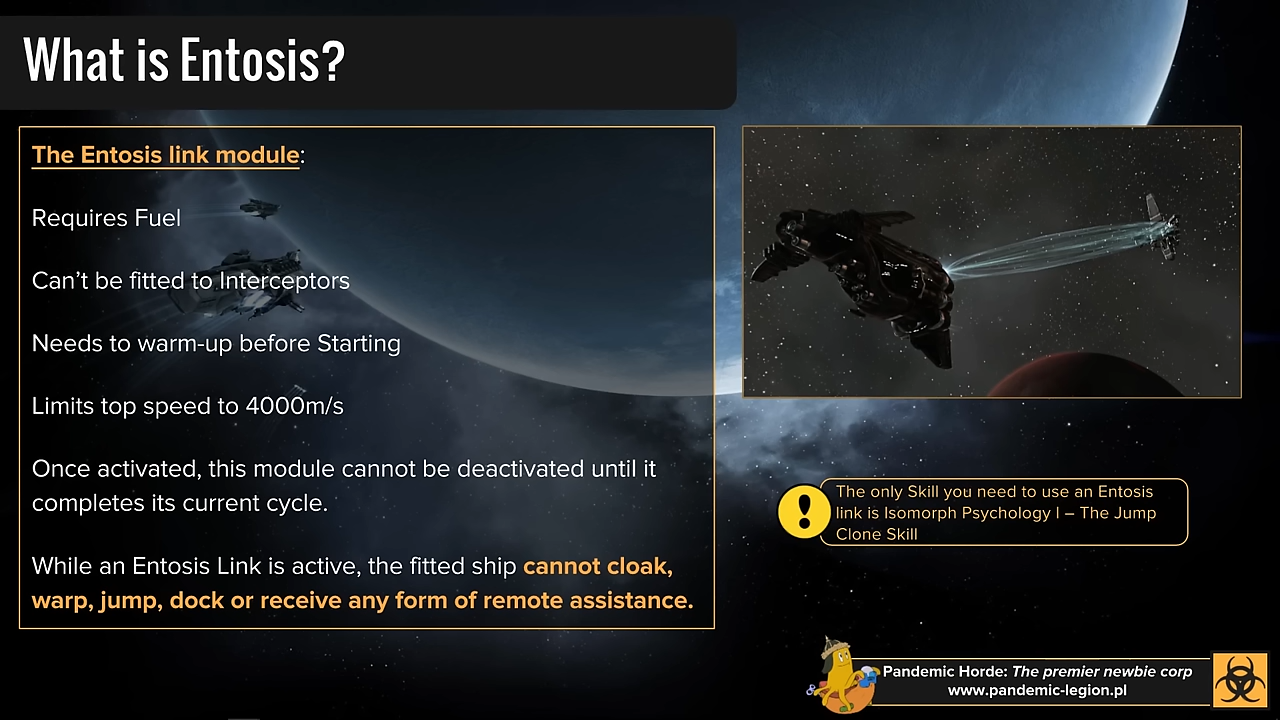 What is Entosis?
The Entosis link module:
Requires Fuel
Can’t be fitted to Interceptors
Needs to warm-up before Starting
Limits top speed to 4000m/s
Once activated, this module cannot be deactivated until it
completes its current cycle.
While an Entosis Link is active, the fitted ship cannot cloak,
warp, jump, dock or receive any form of remote assistance.
The only Skill you need to use an Entosis
link is Isomorph Psychology I – The Jump
Clone Skill
Pandemic Horde: The premier newbie corp
www.pandemic-legion.pl